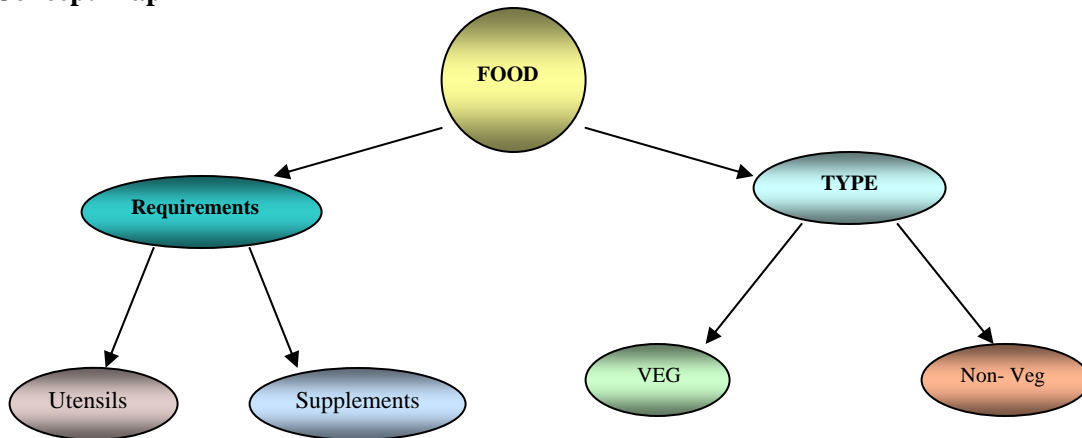 FOOD
Requirements
TYPE
Utensils
Supplements
VEG
Non- Veg